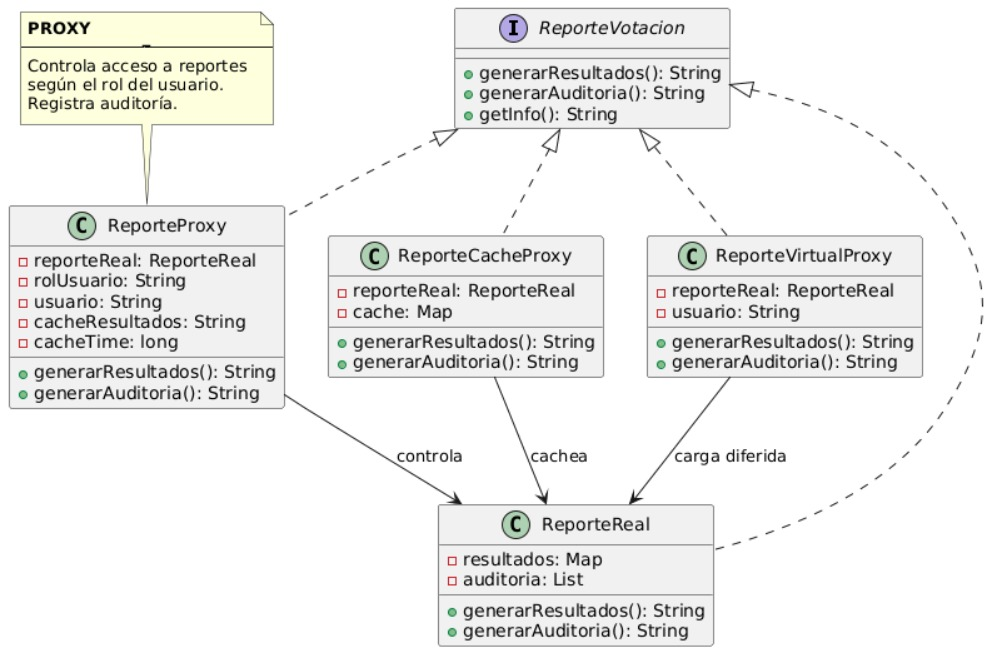 PROXY
Controla acceso a reportes
según el rol del usuario.
Registra auditoría.
I ReporteVotacion
generarResultados(): String
generarAuditoria(): String
getInfo(): String
C ReporteProxy
reporteReal: ReporteReal
rolUsuario: String
usuario: String
cacheResultados: String
cacheTime: long
generarResultados(): String
generarAuditoria(): String
C ReporteCacheProxy
reporteReal: ReporteReal
cache: Map
generarResultados(): String
generarAuditoria(): String
C ReporteVirtualProxy
reporteReal: ReporteReal
usuario: String
generarResultados(): String
generarAuditoria(): String
controla
cachea
carga diferida
C ReporteReal
resultados: Map
auditoria: List
generarResultados(): String
generarAuditoria(): String